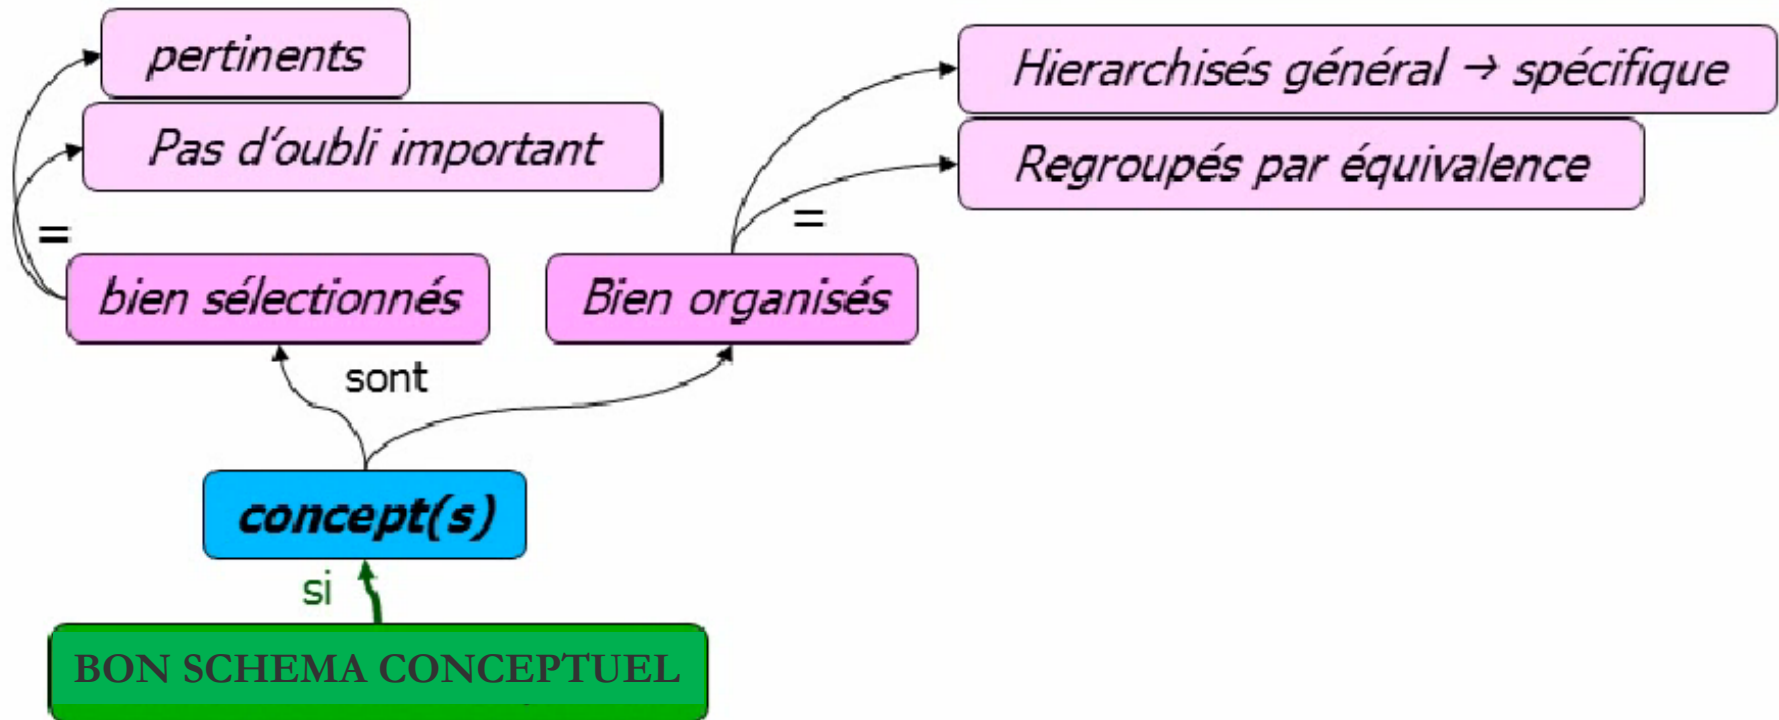 pertinents
Hierarchisés général → spécifique
Pas d'oubli important
Regroupés par équivalence
=
=
bien sélectionnés
Bien organisés
sont
concept(s)
si
BON SCHEMA CONCEPTUEL